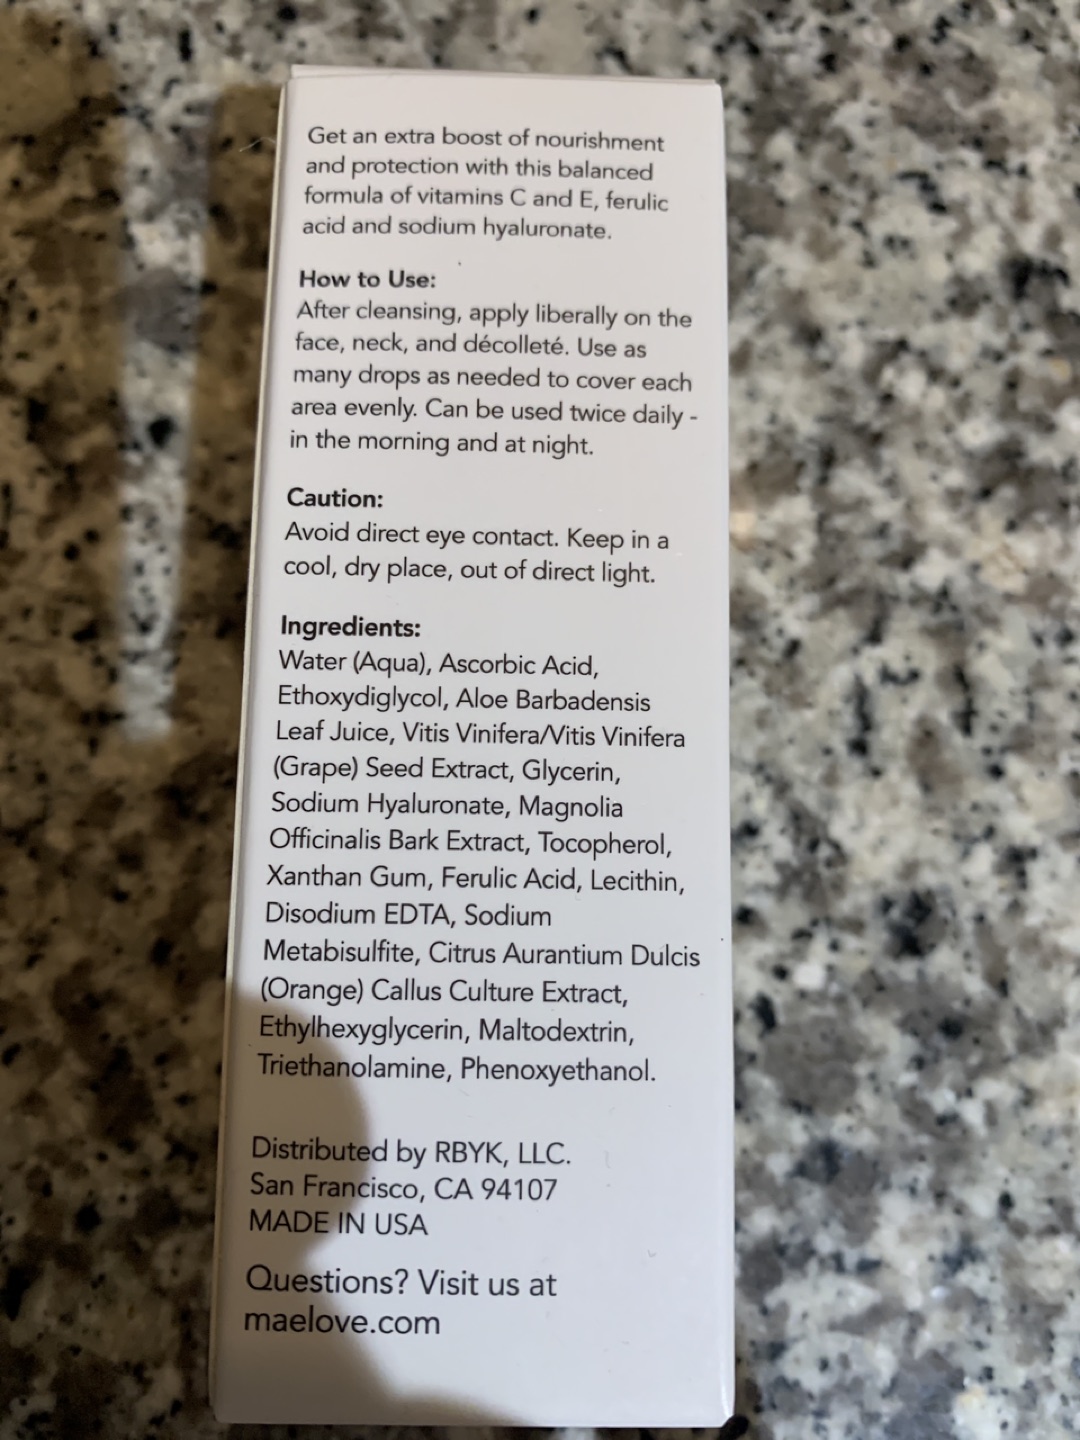 Get an extra boost of nourishment
and protection with this balanced
formula of vitamins C and E, ferulic
acid and sodium hyaluronate.
How to Use:
After cleansing, apply liberally on the
face, neck, and décolleté. Use as
many drops as needed to cover each
area evenly. Can be used twice daily -
in the morning and at night.
Caution:
Avoid direct eye contact. Keep in a
cool, dry place, out of direct light.
Ingredients:
Water (Aqua), Ascorbic Acid,
Ethoxydiglycol, Aloe Barbadensis
Leaf Juice, Vitis Vinifera/Vitis Vinifera
(Grape) Seed Extract, Glycerin,
Sodium Hyaluronate, Magnolia
Officinalis Bark Extract, Tocopherol,
Xanthan Gum, Ferulic Acid, Lecithin,
Disodium EDTA, Sodium
Metabisulfite, Citrus Aurantium Dulcis
(Orange) Callus Culture Extract,
Ethylhexyglycerin, Maltodextrin,
Triethanolamine, Phenoxyethanol.
Distributed by RBYK, LLC.
San Francisco, CA 94107
MADE IN USA
Questions? Visit us at
maelove.com